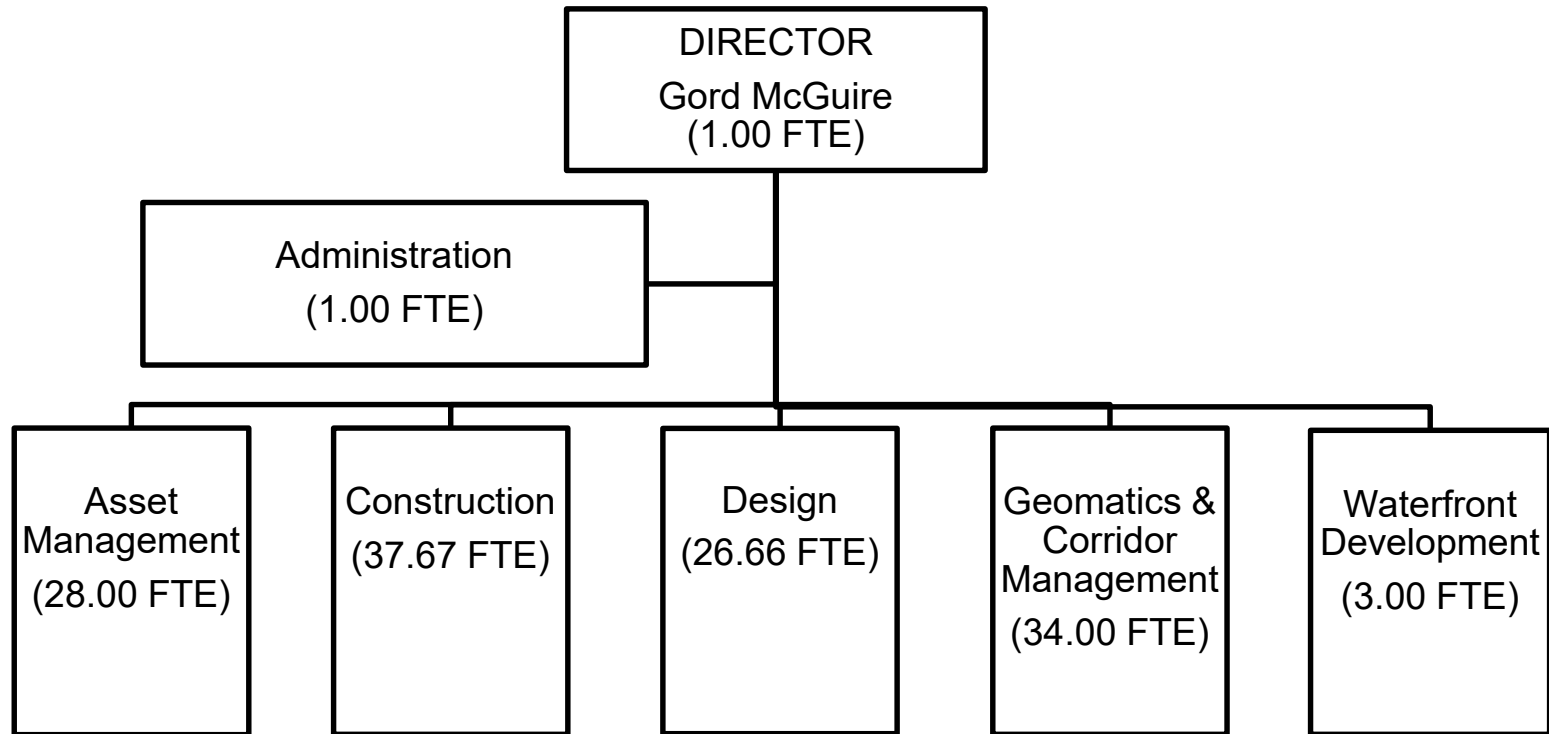 DIRECTOR
Gord McGuire
(1.00 FTE)
Administration
(1.00 FTE)
Asset
Management
(28.00 FTE)
Construction
(37.67 FTE)
Design
(26.66 FTE)
Geomatics &
Corridor
Management
(34.00 FTE)
Waterfront
Development
(3.00 FTE)